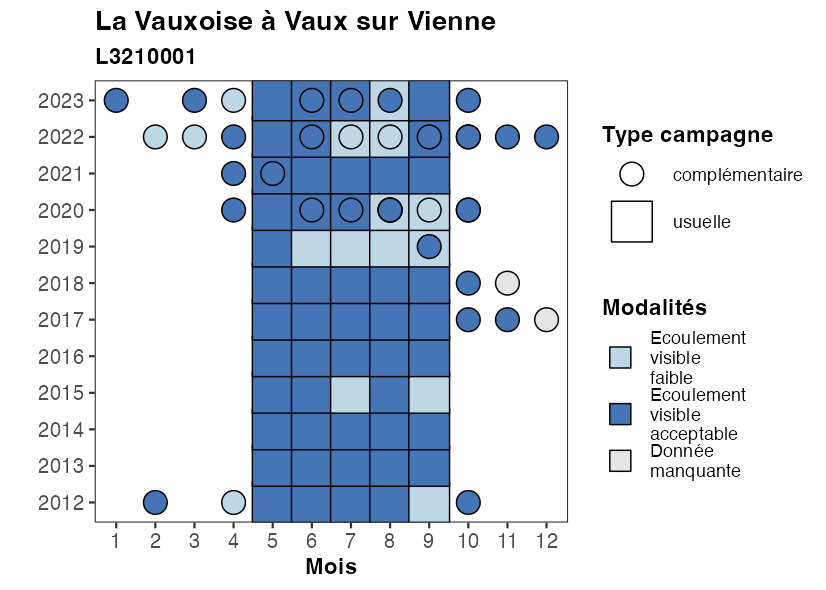 La Vauxoise à Vaux sur Vienne
L3210001
2023
2022
2021
2020
2019
2018
2017
2016
2015
2014
2013
2012
1 2 3 4 5 6 7 8 9 10 11 12
Mois
Type campagne
complémentaire
usuelle
Modalités
Ecoulement
visible
faible
Ecoulement
visible
acceptable
Donnée
manquante